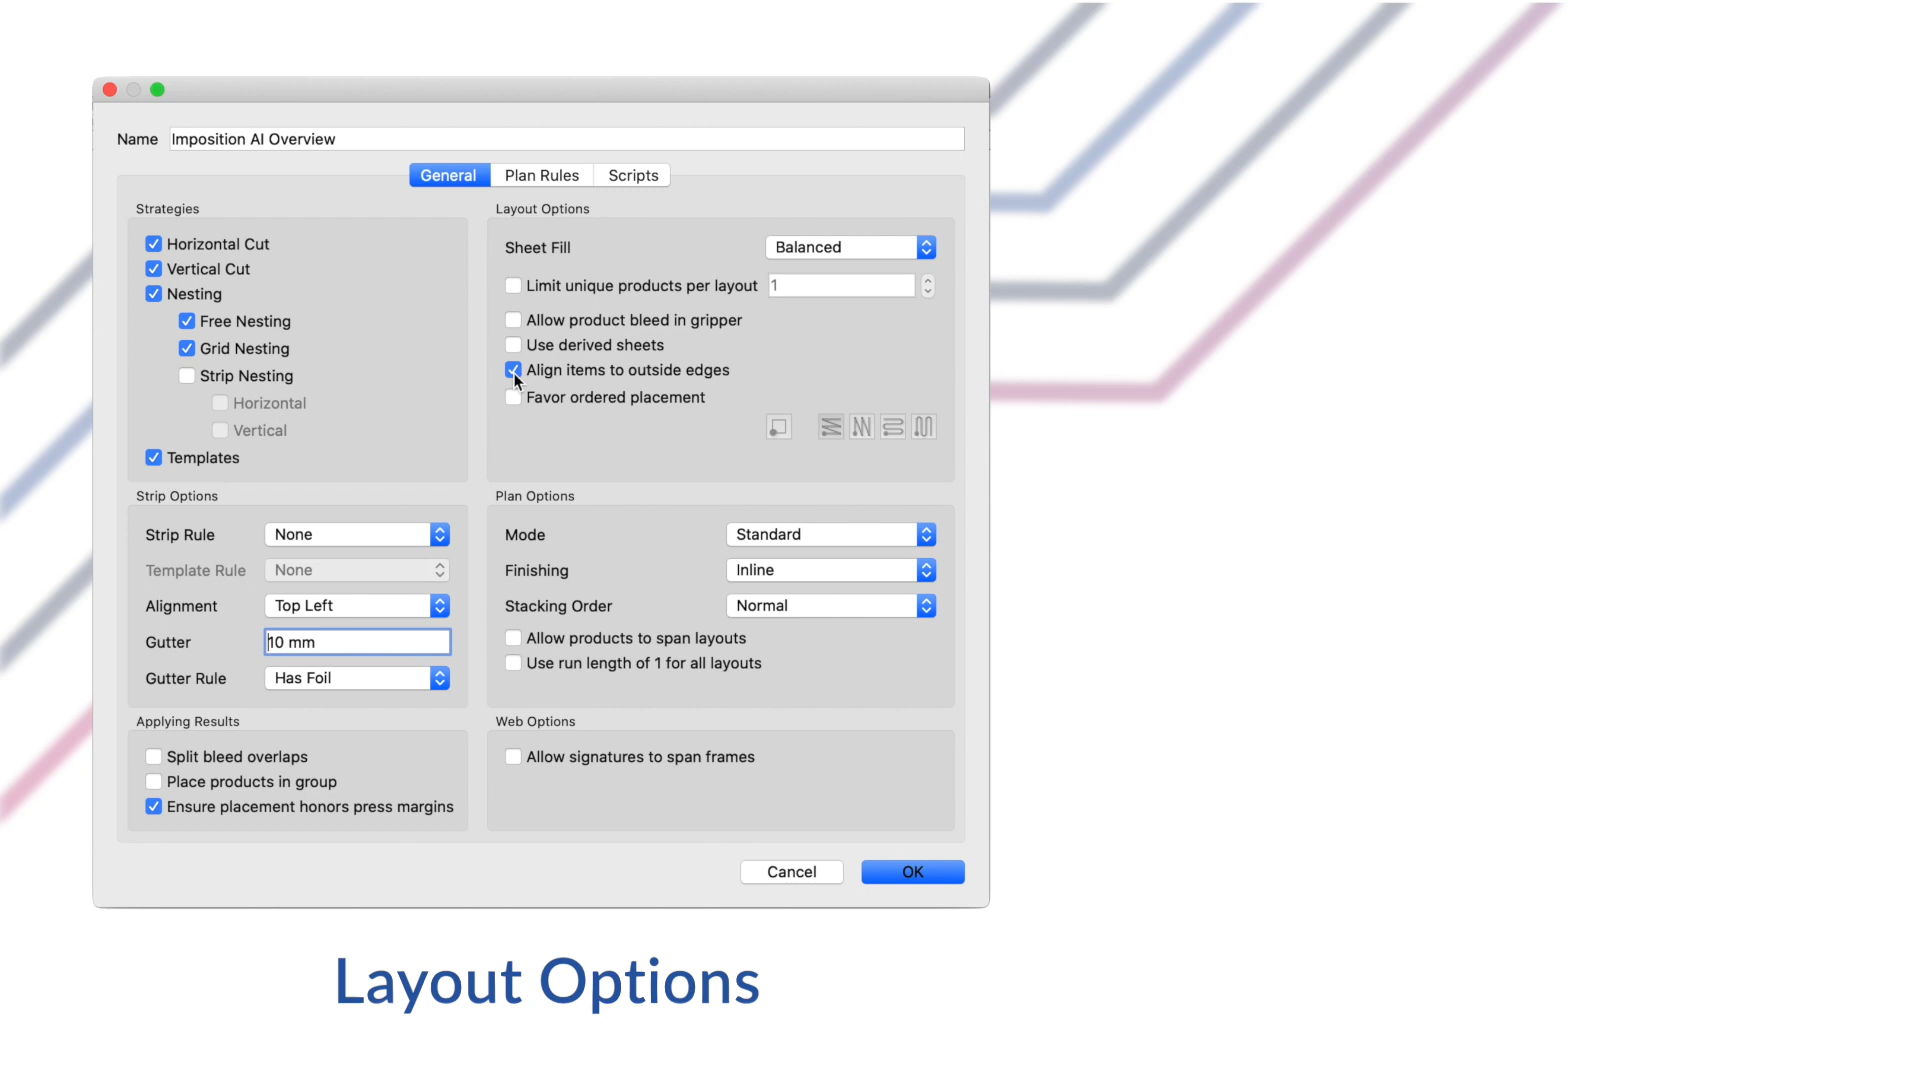 Name Imposition AI Overview
General Plan Rules Scripts
Strategies
Horizontal Cut
Vertical Cut
Nesting
Free Nesting
Grid Nesting
Strip Nesting
Horizontal
Vertical
Templates
Layout Options
Sheet Fill Balanced
Limit unique products per layout 1
Allow product bleed in gripper
Use derived sheets
Align items to outside edges
Favor ordered placement
Strip Options
Strip Rule None
Template Rule None
Alignment Top Left
Gutter 10 mm
Gutter Rule Has Foil
Plan Options
Mode Standard
Finishing Inline
Stacking Order Normal
Allow products to span layouts
Use run length of 1 for all layouts
Applying Results
Split bleed overlaps
Place products in group
Ensure placement honors press margins
Web Options
Allow signatures to span frames
Cancel OK
Layout Options